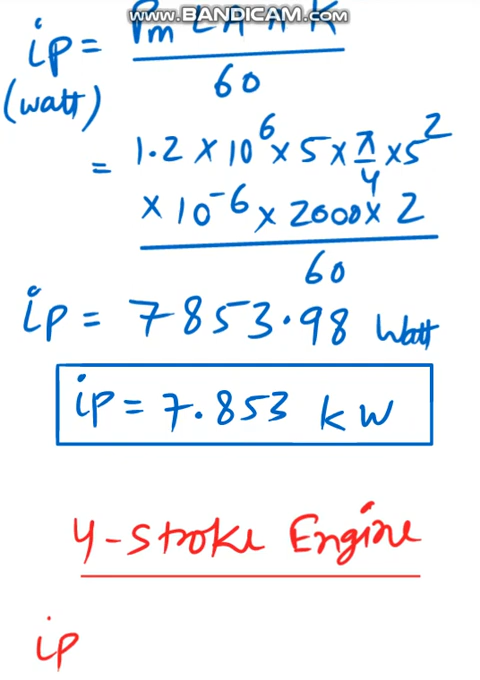 www.BANDICAM.com
ip = Pm L A n K
60
(watt)
= 1.2 × 10^6 × 5 × π/4 × 5^2
× 10^-6 × 2000 × 2
60
ip = 7853.98 Watt
ip = 7.853 kw
4-stroke Engine
ip